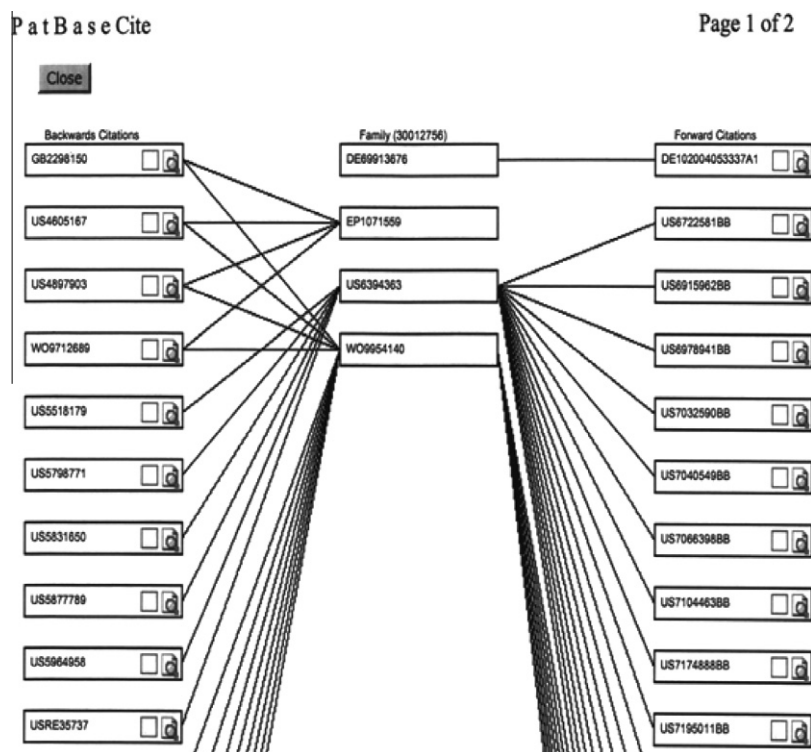 P a t B a s e Cite
Page 1 of 2
Close
Backwards Citations
Family (30012756)
Forward Citations
GB2298150
DE69913676
DE102004053337A1
US4605167
EP1071559
US6722581BB
US4897903
US6394363
US6915962BB
WO9712689
WO9954140
US6978941BB
US5518179
US7032590BB
US5798771
US7040549BB
US5831650
US7066398BB
US5877789
US7104463BB
US5964958
US7174888BB
USRE35737
US7195011BB